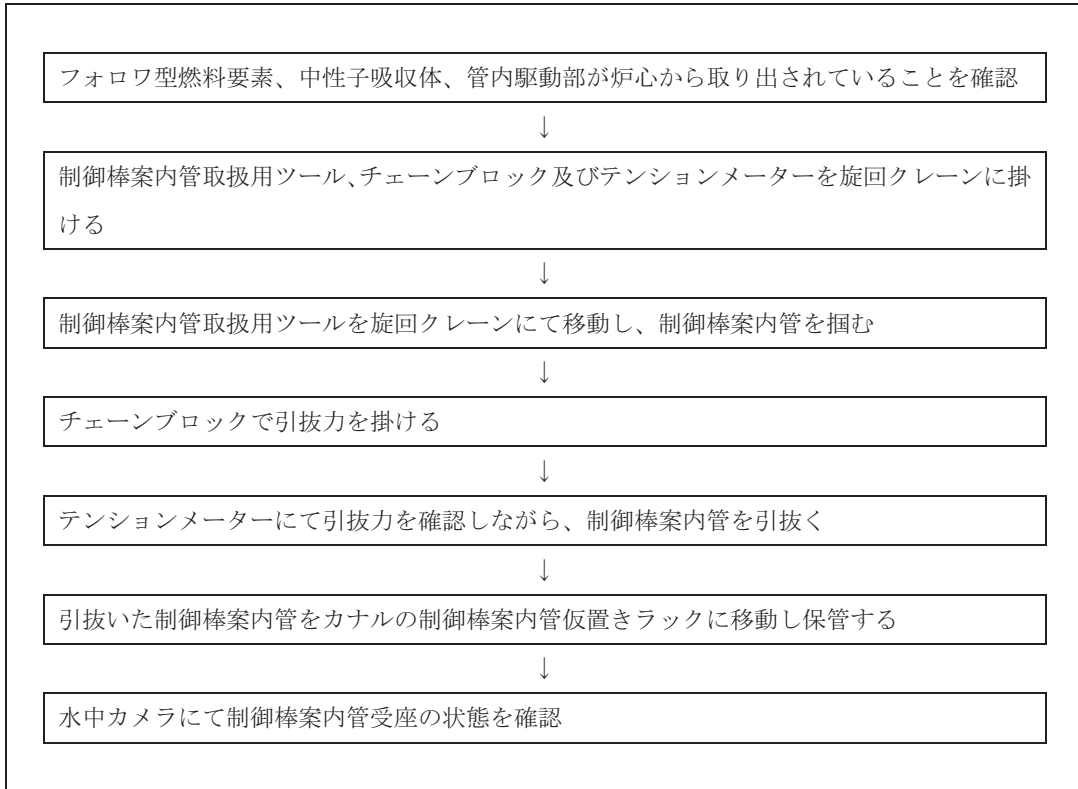 フォロワ型燃料要素、中性子吸収体、管内駆動部が炉心から取り出されていることを確認
↓
制御棒案内管取扱用ツール、チェーンブロック及びテンションメーターを旋回クレーンに掛
ける
↓
制御棒案内管取扱用ツールを旋回クレーンにて移動し、制御棒案内管を掴む
↓
チェーンブロックで引抜力を掛ける
↓
テンションメーターにて引抜力を確認しながら、制御棒案内管を引抜く
↓
引抜いた制御棒案内管をカナルの制御棒案内管仮置きラックに移動し保管する
↓
水中カメラにて制御棒案内管受座の状態を確認